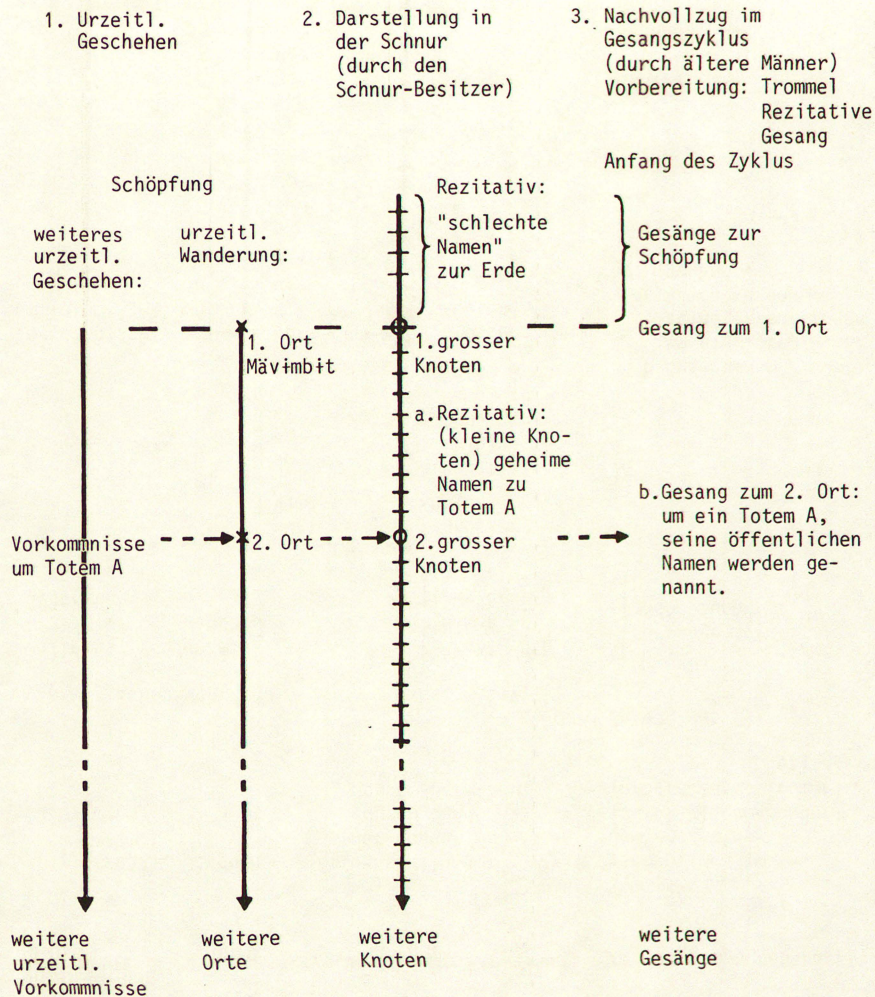 1. Urzeitl.
Geschehen
2. Darstellung in
der Schnur
(durch den
Schnur-Besitzer)
3. Nachvollzug im
Gesangszyklus
(durch ältere Männer)
Vorbereitung: Trommel
Rezitative
Gesang
Anfang des Zyklus
Schöpfung
weiteres
urzeitl.
Geschehen:
urzeitl.
Wanderung:
Rezitativ:
"schlechte
Namen"
zur Erde
Gesänge zur
Schöpfung
1. Ort
Mävɨmbɨt
1.grosser
Knoten
Gesang zum 1. Ort
a.Rezitativ:
(kleine Kno-
ten) geheime
Namen zu
Totem A
Vorkommnisse
um Totem A
2. Ort
2.grosser
Knoten
b.Gesang zum 2. Ort:
um ein Totem A,
seine öffentlichen
Namen werden ge-
nannt.
weitere
urzeitl.
Vorkommnisse
weitere
Orte
weitere
Knoten
weitere
Gesänge